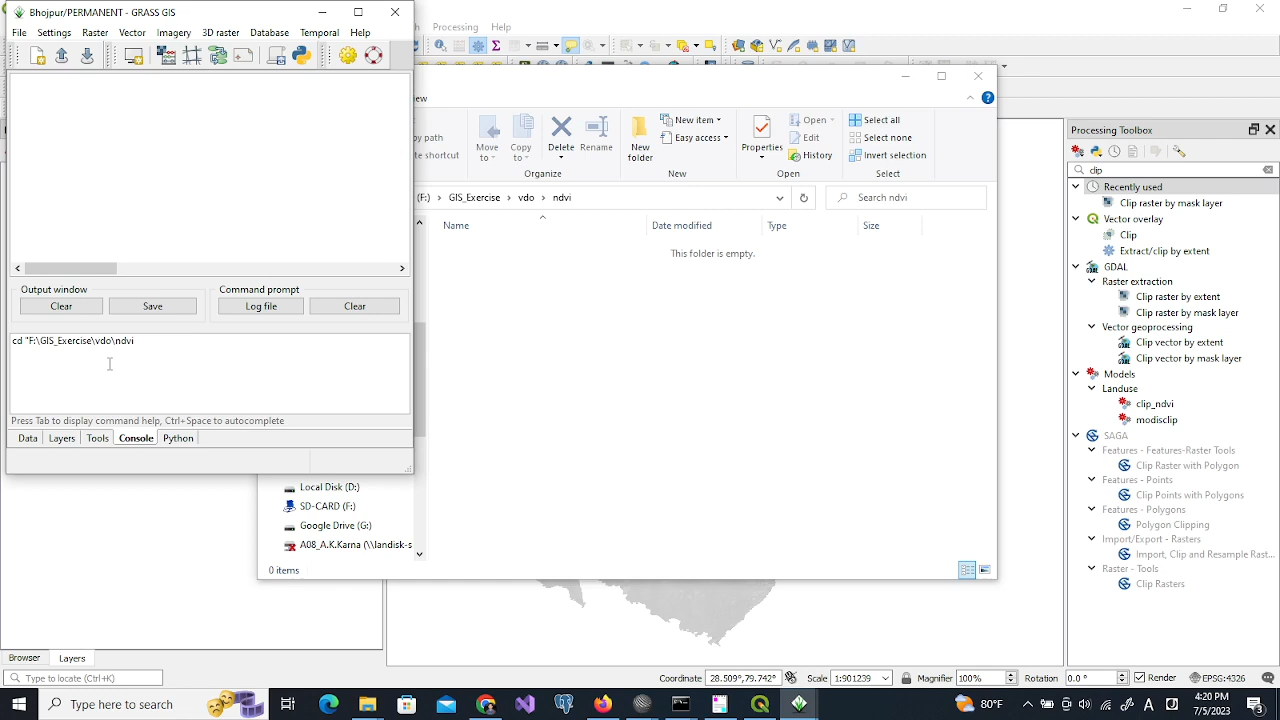 Bhojpur/PERMANENT - GRASS GIS
File Settings Raster Vector Imagery 3D raster Database Temporal Help
Processing Help
Move to
Copy to
Delete
Rename
New folder
New item
Easy access
Properties
Open
Edit
History
Select all
Select none
Invert selection
Organize
New
Open
Select
(F:) › GIS_Exercise › vdo › ndvi
Search ndvi
Name Date modified Type Size
This folder is empty.
Output window
Clear Save
Command prompt
Log file Clear
cd "F:\GIS_Exercise\vdo\ndvi
Press Tab to display command help, Ctrl+Space to autocomplete
Data Layers Tools Console Python
Local Disk (D:)
SD-CARD (F:)
Google Drive (G:)
A08_A.K.Karna (\\landisk-s
0 items
Processing Toolbox
clip
Recently used
Clip raster by mask layer
Vector overlay
Clip
Extract/clip by extent
GDAL
Raster extraction
Clip raster by extent
Clip raster by mask layer
Vector geoprocessing
Clip vector by extent
Clip vector by mask layer
Models
Landuse
clip_ndvi
modisclip
SAGA
Features - Features-Raster Tools
Clip Raster with Polygon
Features - Points
Clip Points with Polygons
Features - Polygons
Polygon Clipping
Import/Export - Rasters
Import, Clip and Resample Rast...
Raster - Tools
Clip Rasters
Browser Layers
Type to locate (Ctrl+K)
Coordinate 28.509°,79.742° Scale 1:901239 Magnifier 100% Rotation 0.0 ° Render EPSG:4326
Type here to search
80°F
A
4:20 PM
7/5/2023